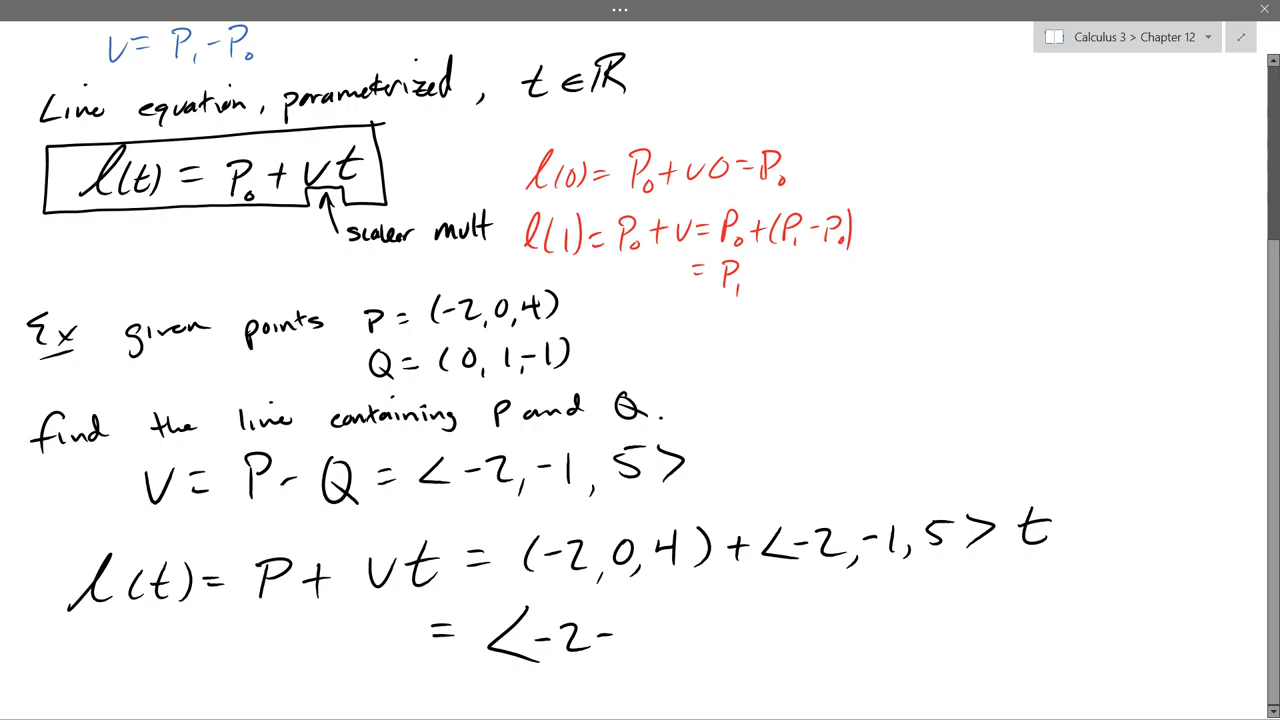 Calculus 3 > Chapter 12
v = P₁ - P₀
Line equation, parameterized, t ∈ ℝ
l(t) = P₀ + vt
scalar mult
l(0) = P₀ + v0 = P₀
l(1) = P₀ + v = P₀ + (P₁ - P₀)
= P₁
Ex given points P = (-2, 0, 4)
Q = (0, 1, -1)
find the line containing P and Q.
v = P - Q = < -2, -1, 5 >
l(t) = P + vt = (-2, 0, 4) + < -2, -1, 5 > t
= < -2 -